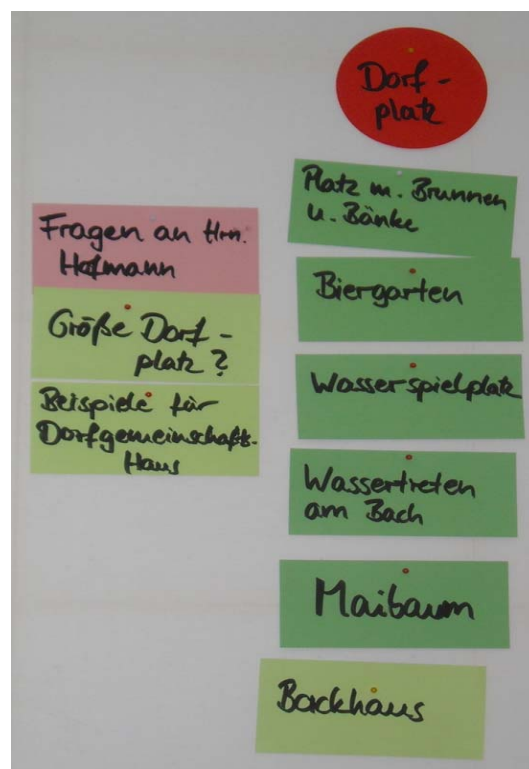 Dorf-
platz
Platz m. Brunnen
u. Bänke
Biergarten
Wasserspielplatz
Wassertreten
am Bach
Maibaum
Backhaus
Fragen an Hrn.
Hofmann
Größe Dorf-
platz?
Beispiele für
Dorfgemeinschafts-
Haus